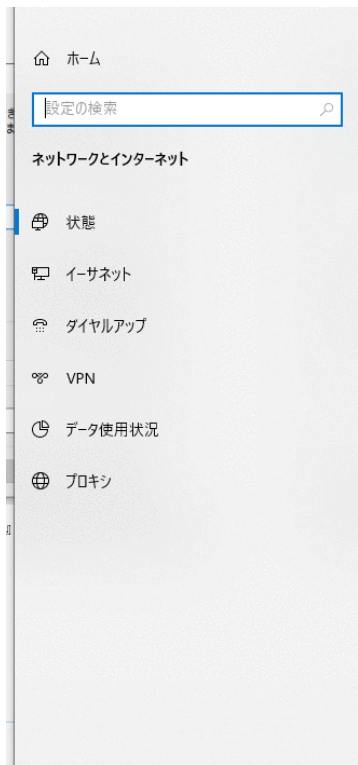 ホーム
設定の検索
ネットワークとインターネット
状態
イーサネット
ダイヤルアップ
VPN
データ使用状況
プロキシ